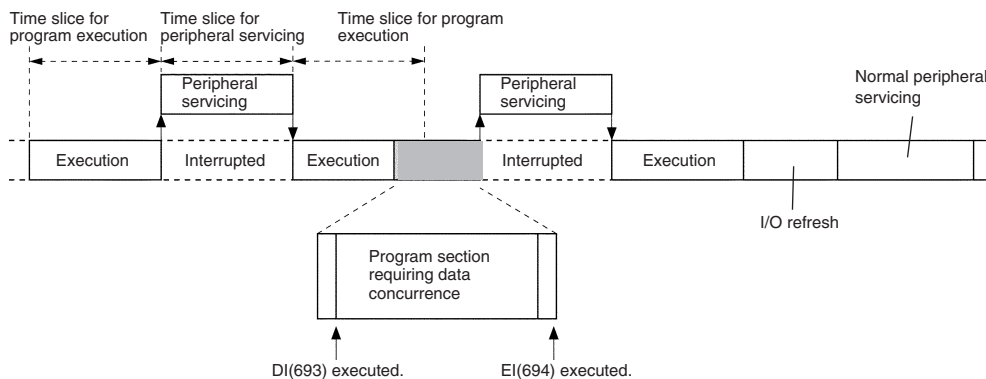 Time slice for
program execution
Time slice for
peripheral servicing
Time slice for program
execution
Peripheral
servicing
Peripheral
servicing
Normal peripheral
servicing
Execution
Interrupted
Execution
Interrupted
Execution
I/O refresh
Program section
requiring data
concurrence
DI(693) executed.
EI(694) executed.